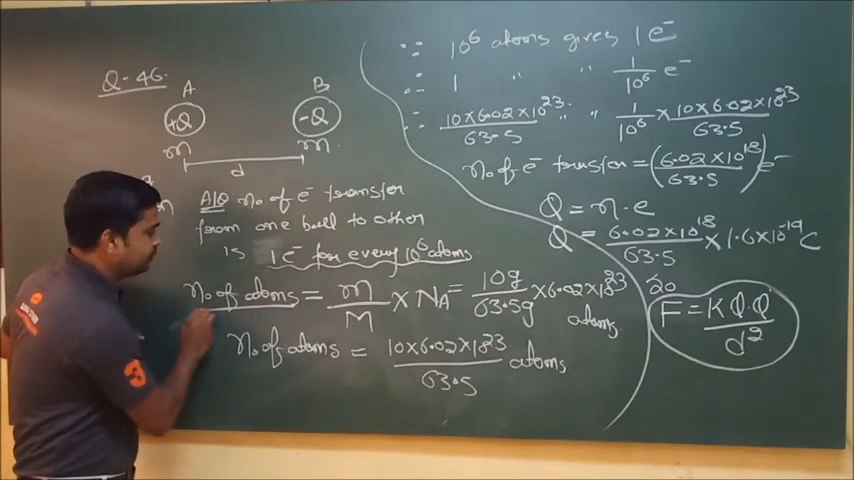 Q-46.
A B
+Q -Q
m m.
d
A/Q no of e⁻ transfer
from one ball to other
is 1e⁻ for every 10⁶ atoms
no of atoms = m/M × N_A = 10g/63.5g × 6.02×10²³ atoms
no of atoms = 10×6.02×10²³/63.5 atoms
∵ 10⁶ atoms gives 1e⁻
∴ 1 " " 1/10⁶ e⁻
∴ 10×6.02×10²³/63.5 " " 1/10⁶ × 10×6.02×10²³/63.5
no of e⁻ transfer = (6.02×10¹⁸/63.5) e⁻
Q = n·e
Q = 6.02×10¹⁸/63.5 × 1.6×10⁻¹⁹ C
F = KQQ/d²